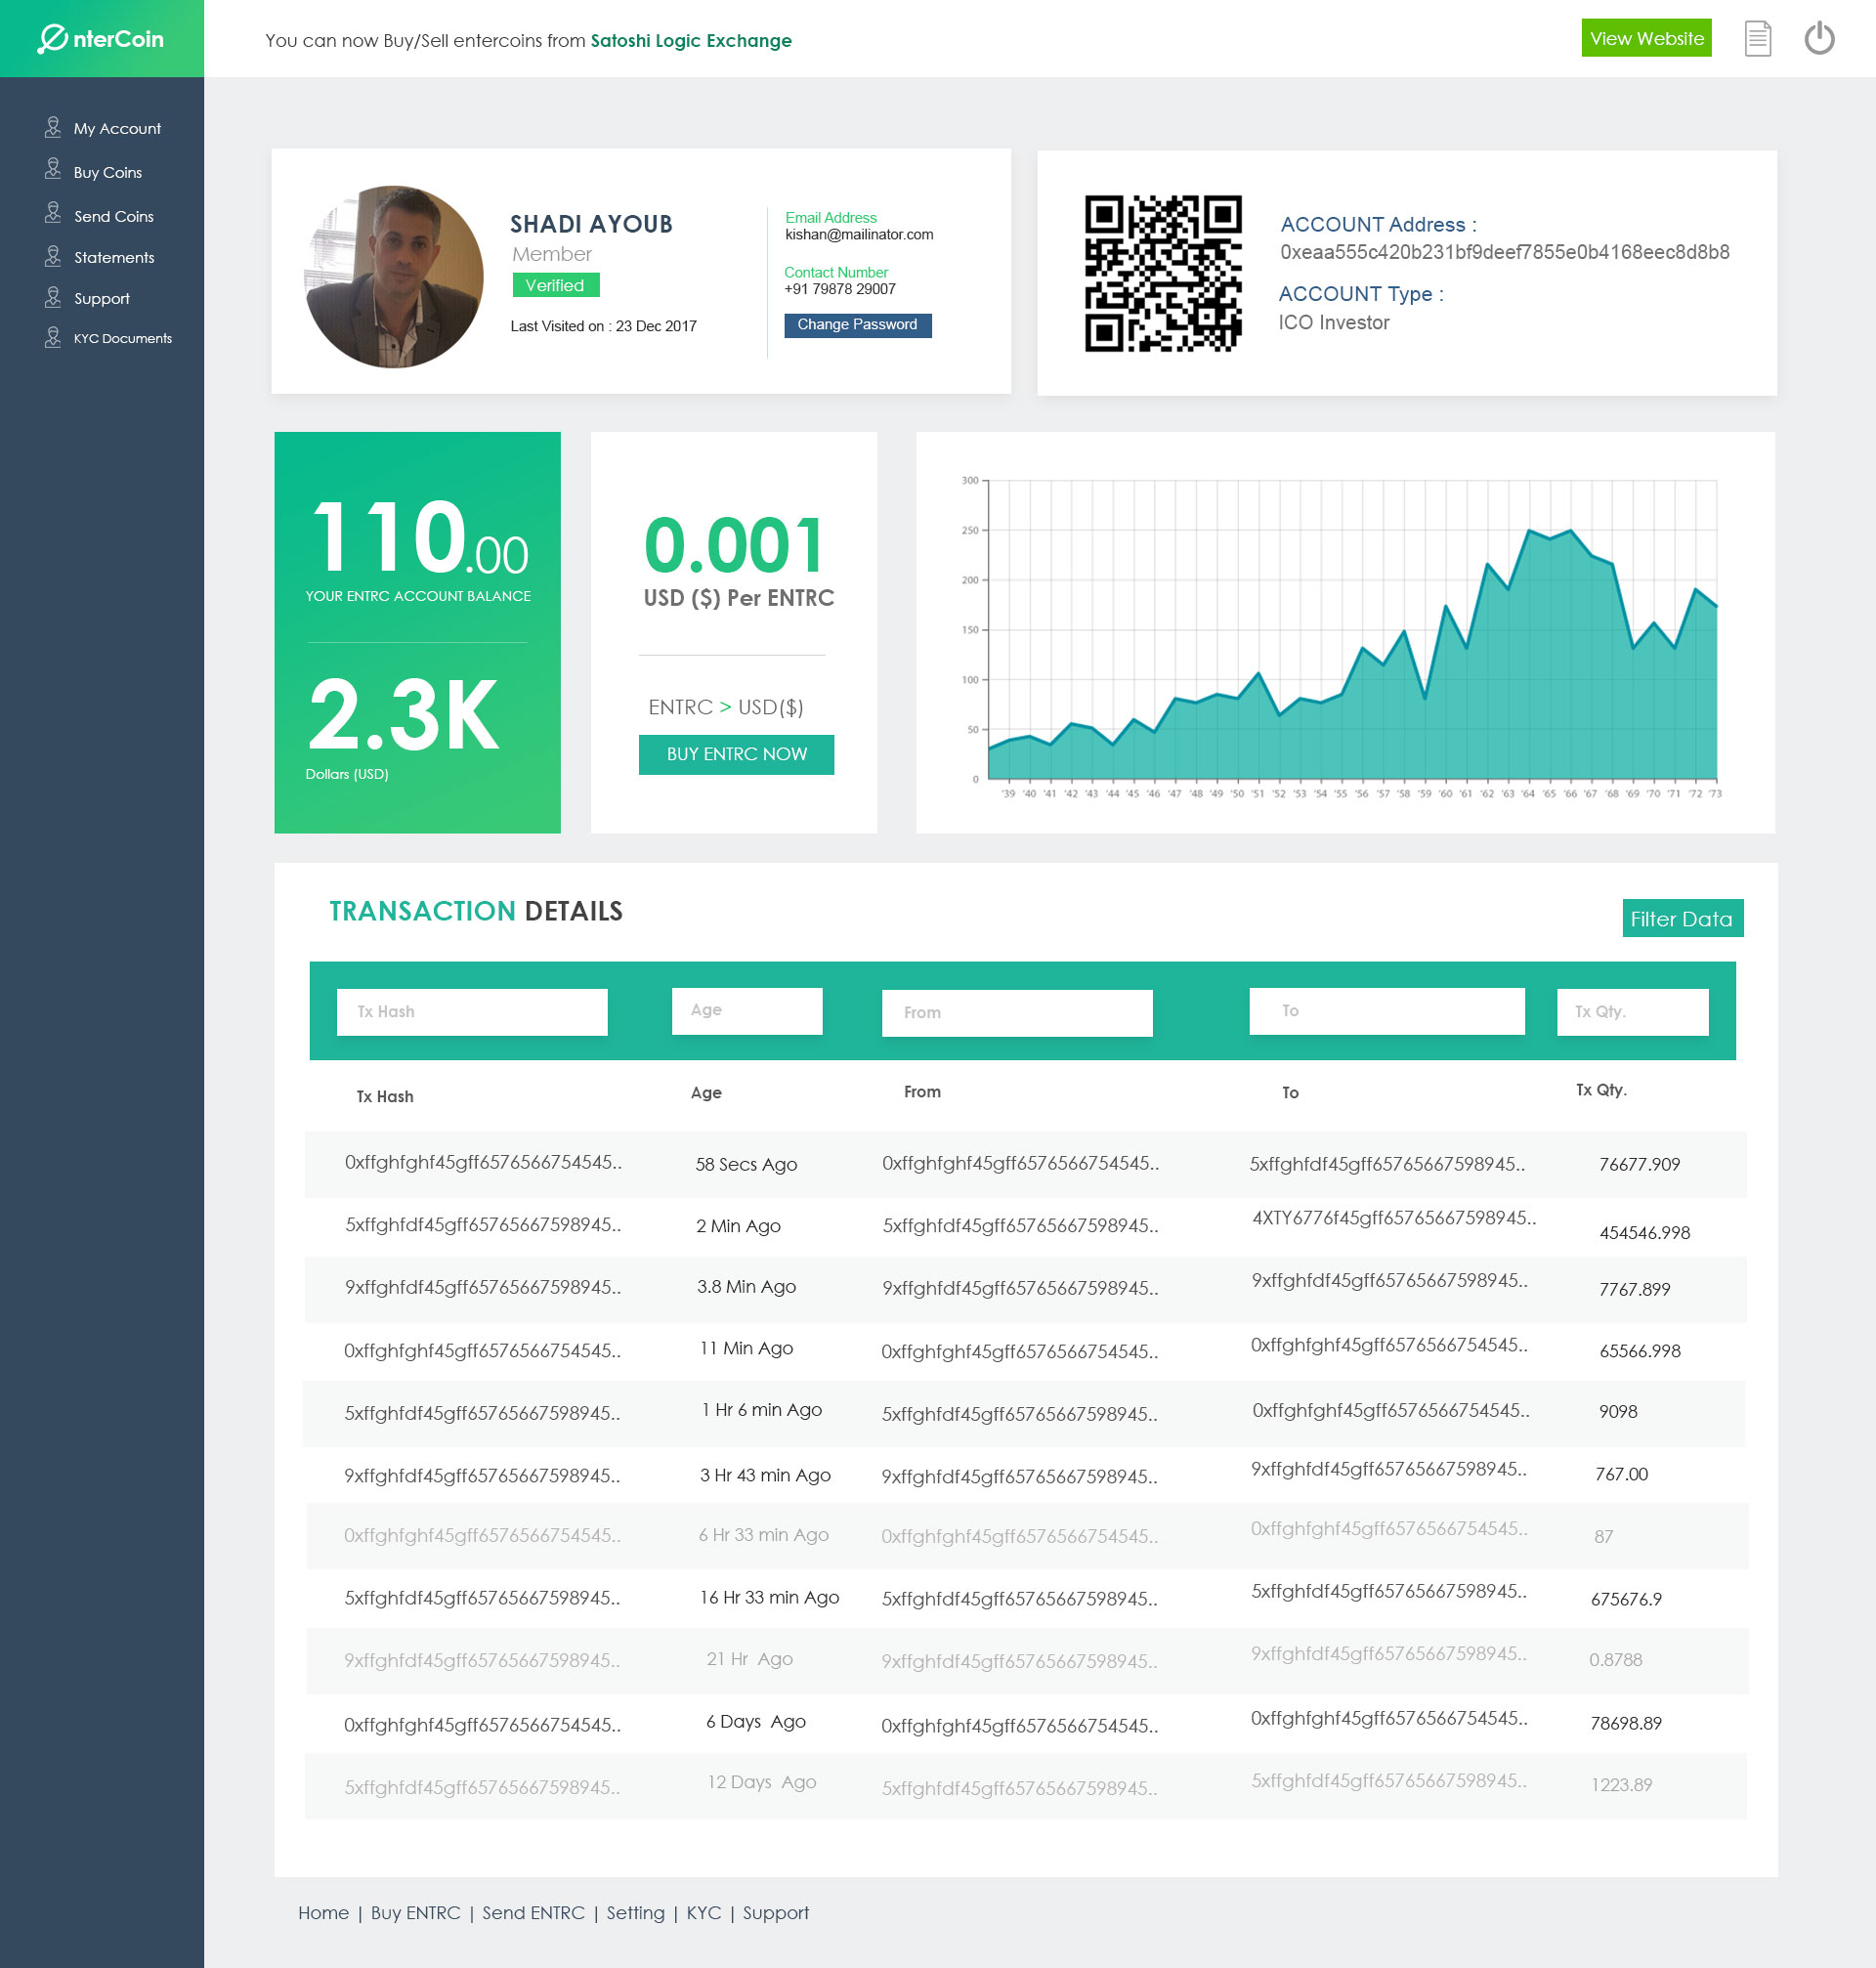 nterCoin
You can now Buy/Sell entercoins from Satoshi Logic Exchange
View Website
My Account
Buy Coins
Send Coins
Statements
Support
KYC Documents
SHADI AYOUB
Member
Verified
Last Visited on : 23 Dec 2017
Email Address
kishan@mailinator.com
Contact Number
+91 79878 29007
Change Password
ACCOUNT Address :
0xeaa555c420b231bf9deef7855e0b4168eec8d8b8
ACCOUNT Type :
ICO Investor
110.00
YOUR ENTRC ACCOUNT BALANCE
2.3K
Dollars (USD)
0.001
USD ($) Per ENTRC
ENTRC > USD($)
BUY ENTRC NOW
300
250
200
150
100
50
0
'39 '40 '41 '42 '43 '44 '45 '46 '47 '48 '49 '50 '51 '52 '53 '54 '55 '56 '57 '58 '59 '60 '61 '62 '63 '64 '65 '66 '67 '68 '69 '70 '71 '72 '73
TRANSACTION DETAILS
Filter Data
Tx Hash Age From To Tx Qty.
Tx Hash Age From To Tx Qty.
0xffghfghf45gff6576566754545.. 58 Secs Ago 0xffghfghf45gff6576566754545.. 5xffghfdf45gff65765667598945.. 76677.909
5xffghfdf45gff65765667598945.. 2 Min Ago 5xffghfdf45gff65765667598945.. 4XTY6776f45gff65765667598945.. 454546.998
9xffghfdf45gff65765667598945.. 3.8 Min Ago 9xffghfdf45gff65765667598945.. 9xffghfdf45gff65765667598945.. 7767.899
0xffghfghf45gff6576566754545.. 11 Min Ago 0xffghfghf45gff6576566754545.. 0xffghfghf45gff6576566754545.. 65566.998
5xffghfdf45gff65765667598945.. 1 Hr 6 min Ago 5xffghfdf45gff65765667598945.. 0xffghfghf45gff6576566754545.. 9098
9xffghfdf45gff65765667598945.. 3 Hr 43 min Ago 9xffghfdf45gff65765667598945.. 9xffghfdf45gff65765667598945.. 767.00
0xffghfghf45gff6576566754545.. 6 Hr 33 min Ago 0xffghfghf45gff6576566754545.. 0xffghfghf45gff6576566754545.. 87
5xffghfdf45gff65765667598945.. 16 Hr 33 min Ago 5xffghfdf45gff65765667598945.. 5xffghfdf45gff65765667598945.. 675676.9
9xffghfdf45gff65765667598945.. 21 Hr Ago 9xffghfdf45gff65765667598945.. 9xffghfdf45gff65765667598945.. 0.8788
0xffghfghf45gff6576566754545.. 6 Days Ago 0xffghfghf45gff6576566754545.. 0xffghfghf45gff6576566754545.. 78698.89
5xffghfdf45gff65765667598945.. 12 Days Ago 5xffghfdf45gff65765667598945.. 5xffghfdf45gff65765667598945.. 1223.89
Home | Buy ENTRC | Send ENTRC | Setting | KYC | Support